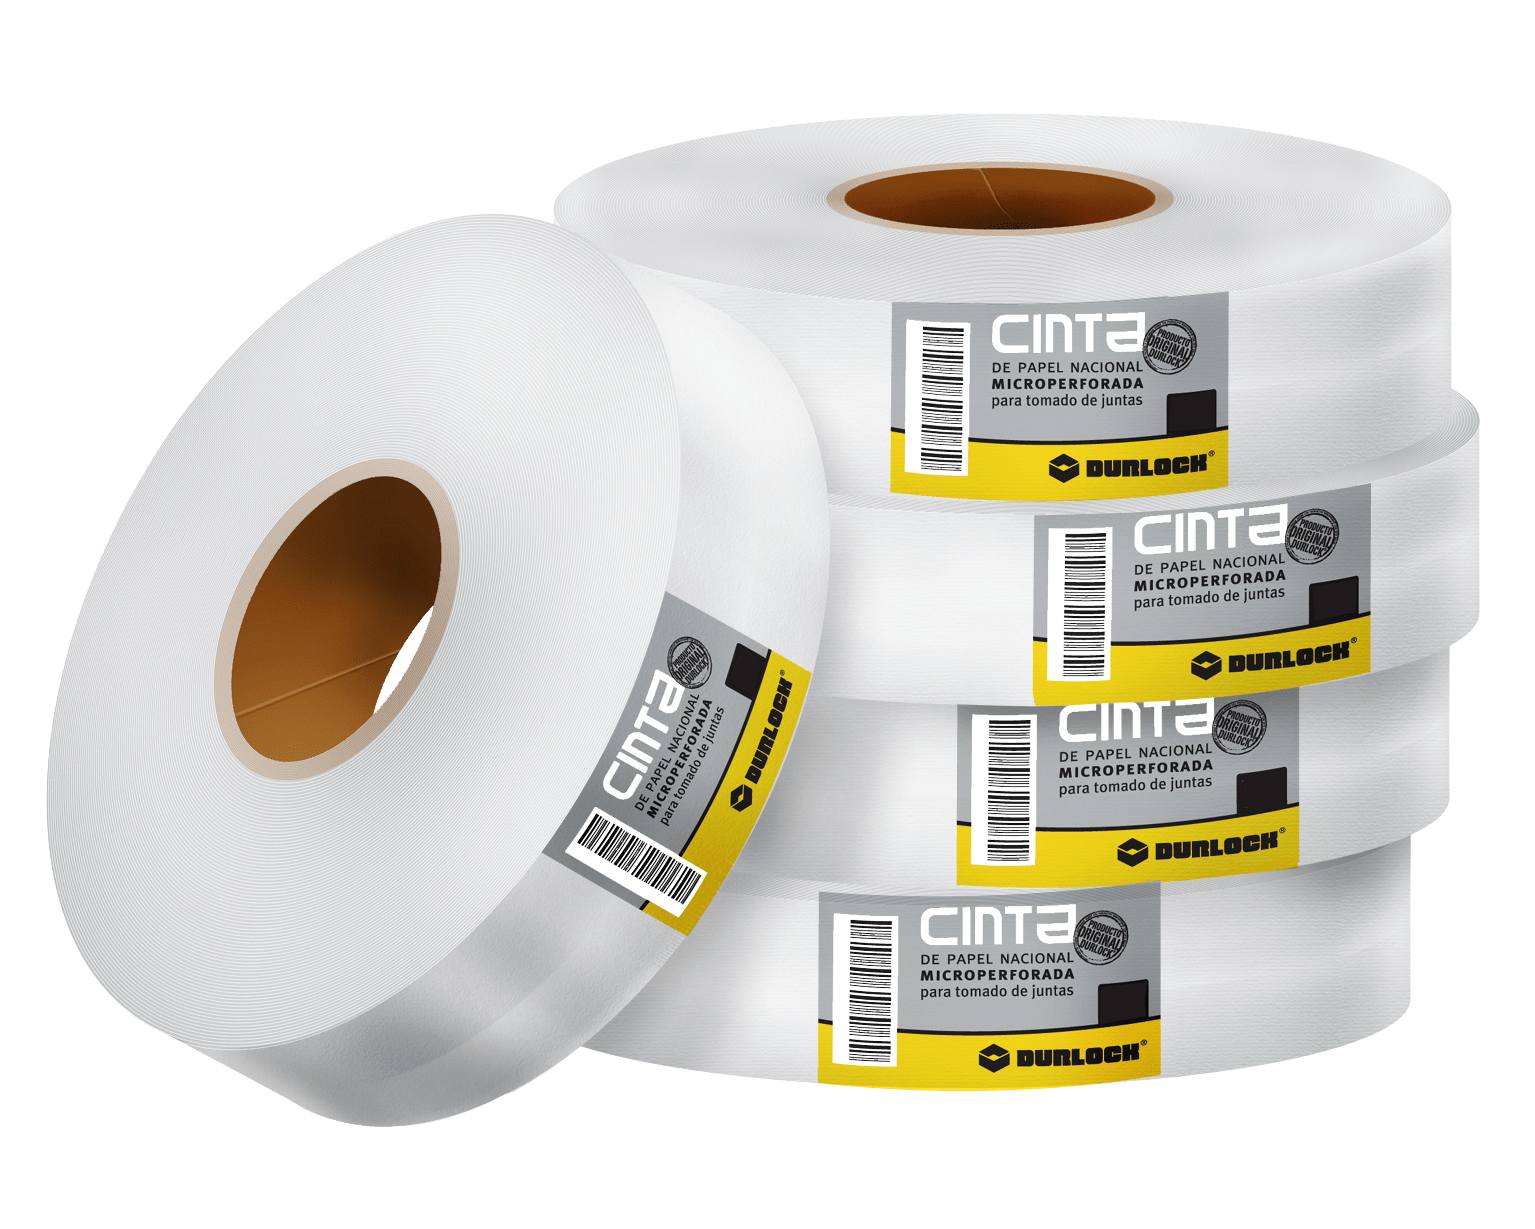 CINTA
DE PAPEL NACIONAL
MICROPERFORADA
para tomado de juntas
PRODUCTO
ORIGINAL
DURLOCK
DURLOCK®
CINTA
DE PAPEL NACIONAL
MICROPERFORADA
para tomado de juntas
PRODUCTO
ORIGINAL
DURLOCK
DURLOCK®
CINTA
DE PAPEL NACIONAL
MICROPERFORADA
para tomado de juntas
PRODUCTO
ORIGINAL
DURLOCK
DURLOCK®
CINTA
DE PAPEL NACIONAL
MICROPERFORADA
para tomado de juntas
PRODUCTO
ORIGINAL
DURLOCK
DURLOCK®
CINTA
DE PAPEL NACIONAL
MICROPERFORADA
para tomado de juntas
PRODUCTO
ORIGINAL
DURLOCK
DURLOCK®